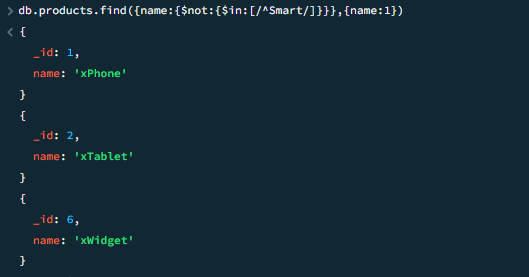 > db.products.find({name:{$not:{$in:[/^Smart/]}}},{name:1})
< {
_id: 1,
name: 'xPhone'
}
{
_id: 2,
name: 'xTablet'
}
{
_id: 6,
name: 'xWidget'
}